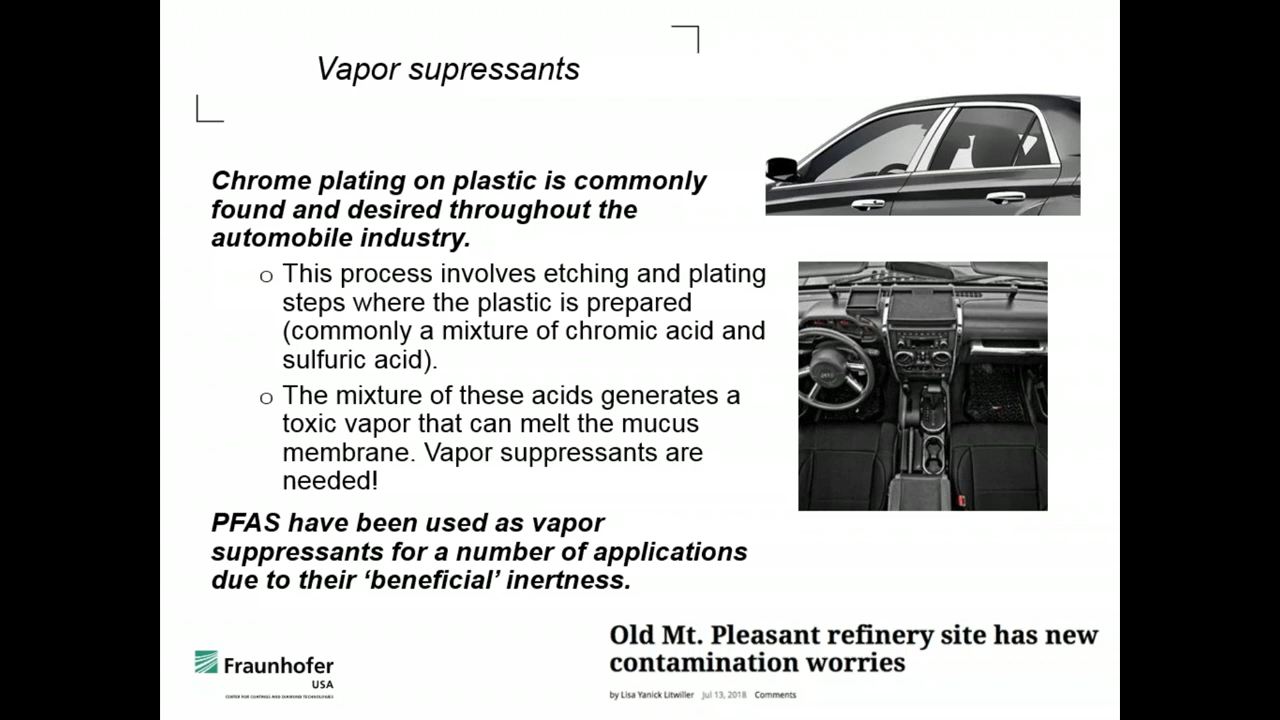 Vapor supressants
Chrome plating on plastic is commonly
found and desired throughout the
automobile industry.
o This process involves etching and plating
steps where the plastic is prepared
(commonly a mixture of chromic acid and
sulfuric acid).
o The mixture of these acids generates a
toxic vapor that can melt the mucus
membrane. Vapor suppressants are
needed!
PFAS have been used as vapor
suppressants for a number of applications
due to their ‘beneficial’ inertness.
Old Mt. Pleasant refinery site has new
contamination worries
by Lisa Yanick Litwiller Jul 13, 2018 Comments
Fraunhofer
USA
CENTER FOR COATINGS AND DIAMOND TECHNOLOGIES